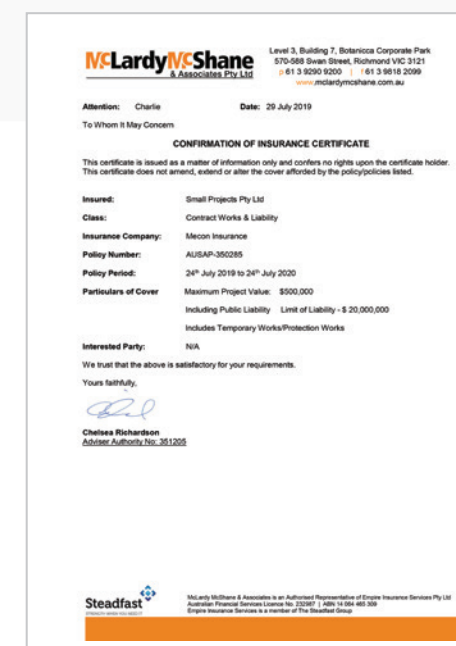 McLardy McShane
& Associates Pty Ltd
Level 3, Building 7, Botanicca Corporate Park
570-588 Swan Street, Richmond VIC 3121
p 61 3 9290 9200 | f 61 3 9818 2099
www.mclardymcshane.com.au
Attention: Charlie Date: 29 July 2019
To Whom It May Concern
CONFIRMATION OF INSURANCE CERTIFICATE
This certificate is issued as a matter of information only and confers no rights upon the certificate holder.
This certificate does not amend, extend or alter the cover afforded by the policy/policies listed.
Insured: Small Projects Pty Ltd
Class: Contract Works & Liability
Insurance Company: Mecon Insurance
Policy Number: AUSAP-350285
Policy Period: 24th July 2019 to 24th July 2020
Particulars of Cover Maximum Project Value: $500,000
Including Public Liability Limit of Liability - $ 20,000,000
Includes Temporary Works/Protection Works
Interested Party: N/A
We trust that the above is satisfactory for your requirements.
Yours faithfully,
Chelsea Richardson
Adviser Authority No: 351205
Steadfast
STRENGTH WHEN YOU NEED IT
McLardy McShane & Associates is an Authorised Representative of Empire Insurance Services Pty Ltd
Australian Financial Services Licence No. 232987 | ABN 14 064 465 309
Empire Insurance Services is a member of The Steadfast Group